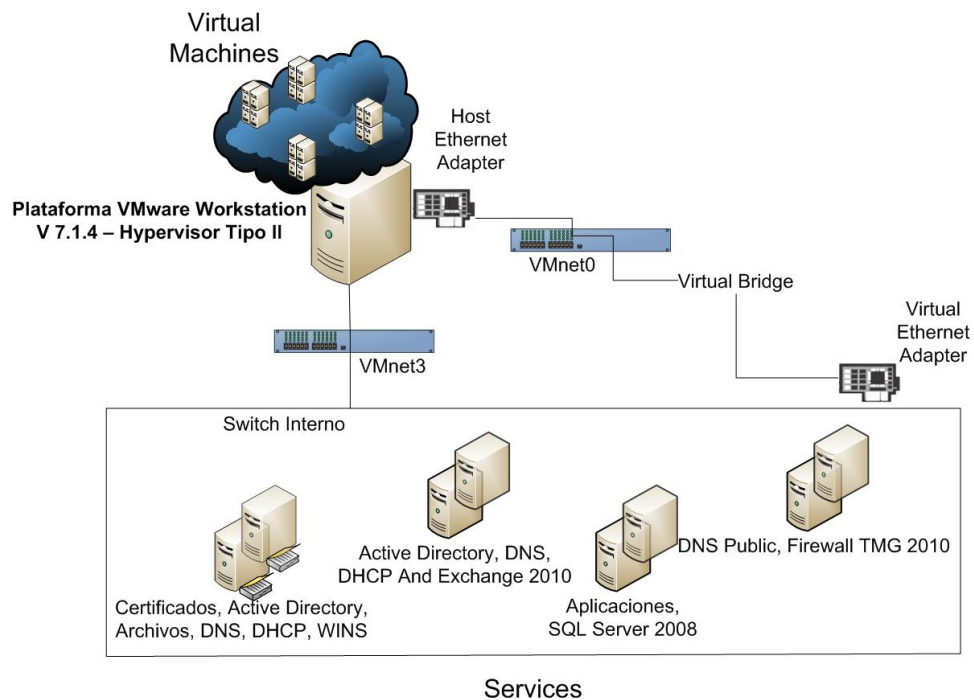 Virtual
Machines
Host
Ethernet
Adapter
Plataforma VMware Workstation
V 7.1.4 – Hypervisor Tipo II
VMnet0
Virtual Bridge
Virtual
Ethernet
Adapter
VMnet3
Switch Interno
Certificados, Active Directory,
Archivos, DNS, DHCP, WINS
Active Directory, DNS,
DHCP And Exchange 2010
Aplicaciones,
SQL Server 2008
DNS Public, Firewall TMG 2010
Services